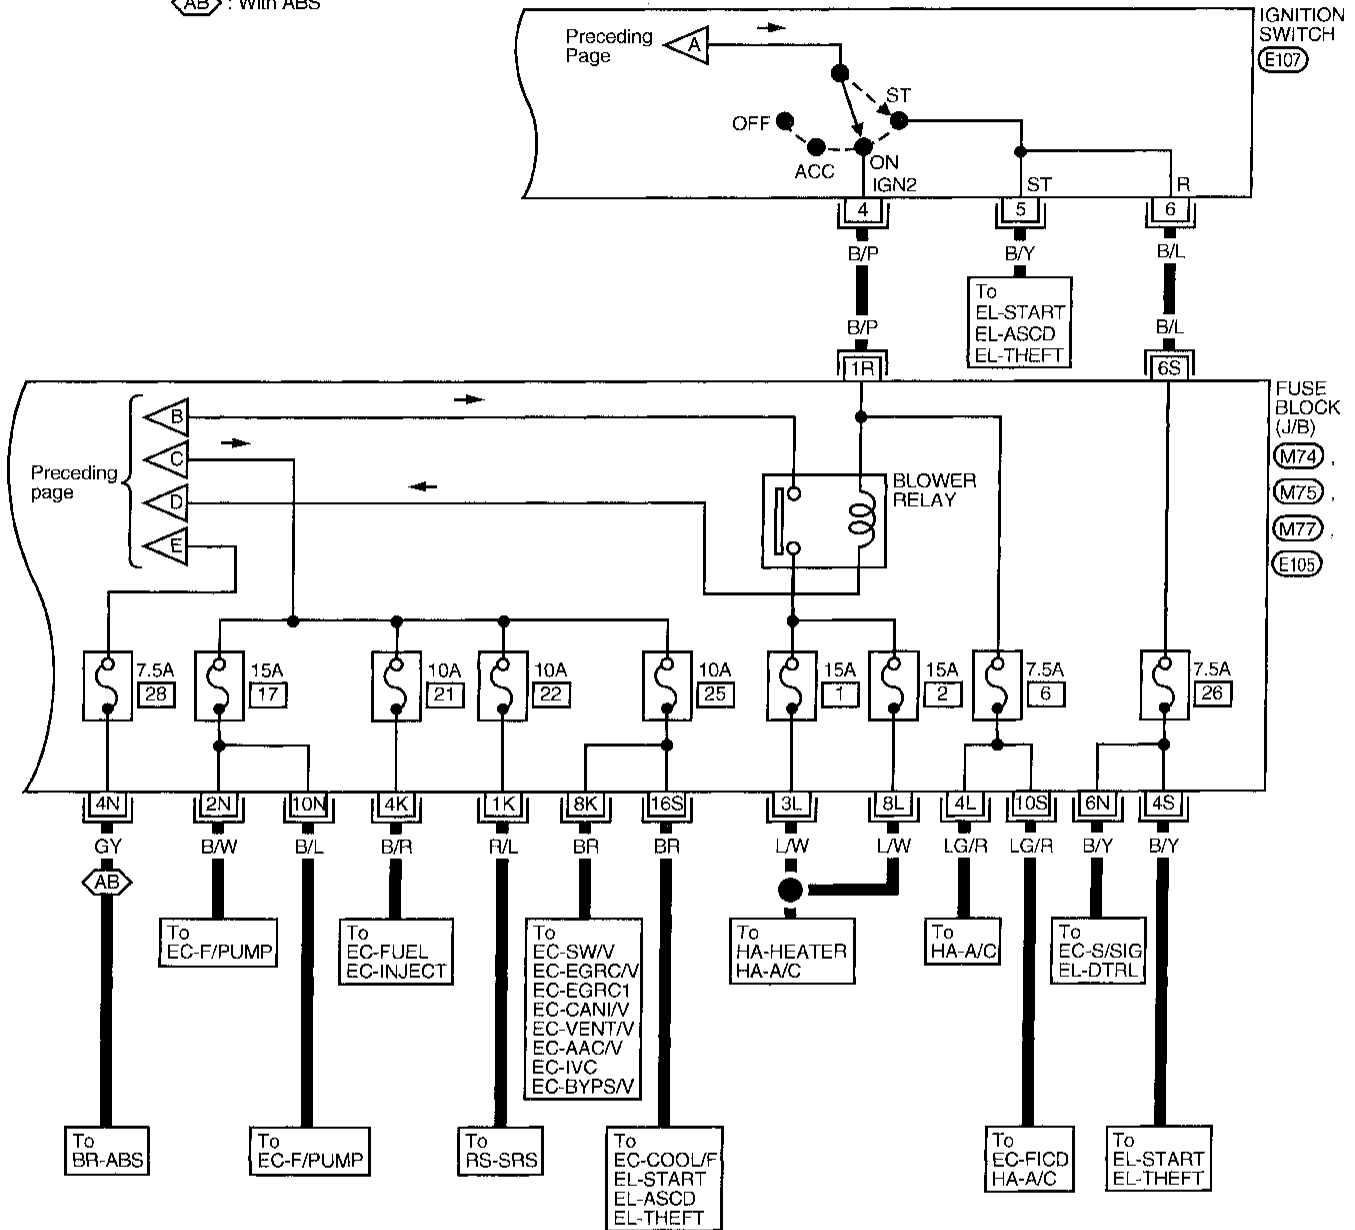 AB : With ABS
Preceding
Page
A
IGNITION
SWITCH
E107
ST
OFF
ACC
ON
IGN2
ST
R
4
5
6
B/P
B/Y
B/L
To
EL-START
EL-ASCD
EL-THEFT
B/P
B/L
1R
6S
FUSE
BLOCK
(J/B)
M74 ,
M75 ,
M77 ,
E105
Preceding
page
B
C
D
E
BLOWER
RELAY
7.5A
28
15A
17
10A
21
10A
22
10A
25
15A
1
15A
2
7.5A
6
7.5A
26
4N
2N
10N
4K
1K
8K
16S
3L
8L
4L
10S
6N
4S
GY
B/W
B/L
B/R
R/L
BR
BR
L/W
L/W
LG/R
LG/R
B/Y
B/Y
AB
To
EC-F/PUMP
To
EC-FUEL
EC-INJECT
To
EC-SW/V
EC-EGRC/V
EC-EGRC1
EC-CANI/V
EC-VENT/V
EC-AAC/V
EC-IVC
EC-BYPS/V
To
HA-HEATER
HA-A/C
To
HA-A/C
To
EC-S/SIG
EL-DTRL
To
BR-ABS
To
EC-F/PUMP
To
RS-SRS
To
EC-COOL/F
EL-START
EL-ASCD
EL-THEFT
To
EC-FICD
HA-A/C
To
EL-START
EL-THEFT